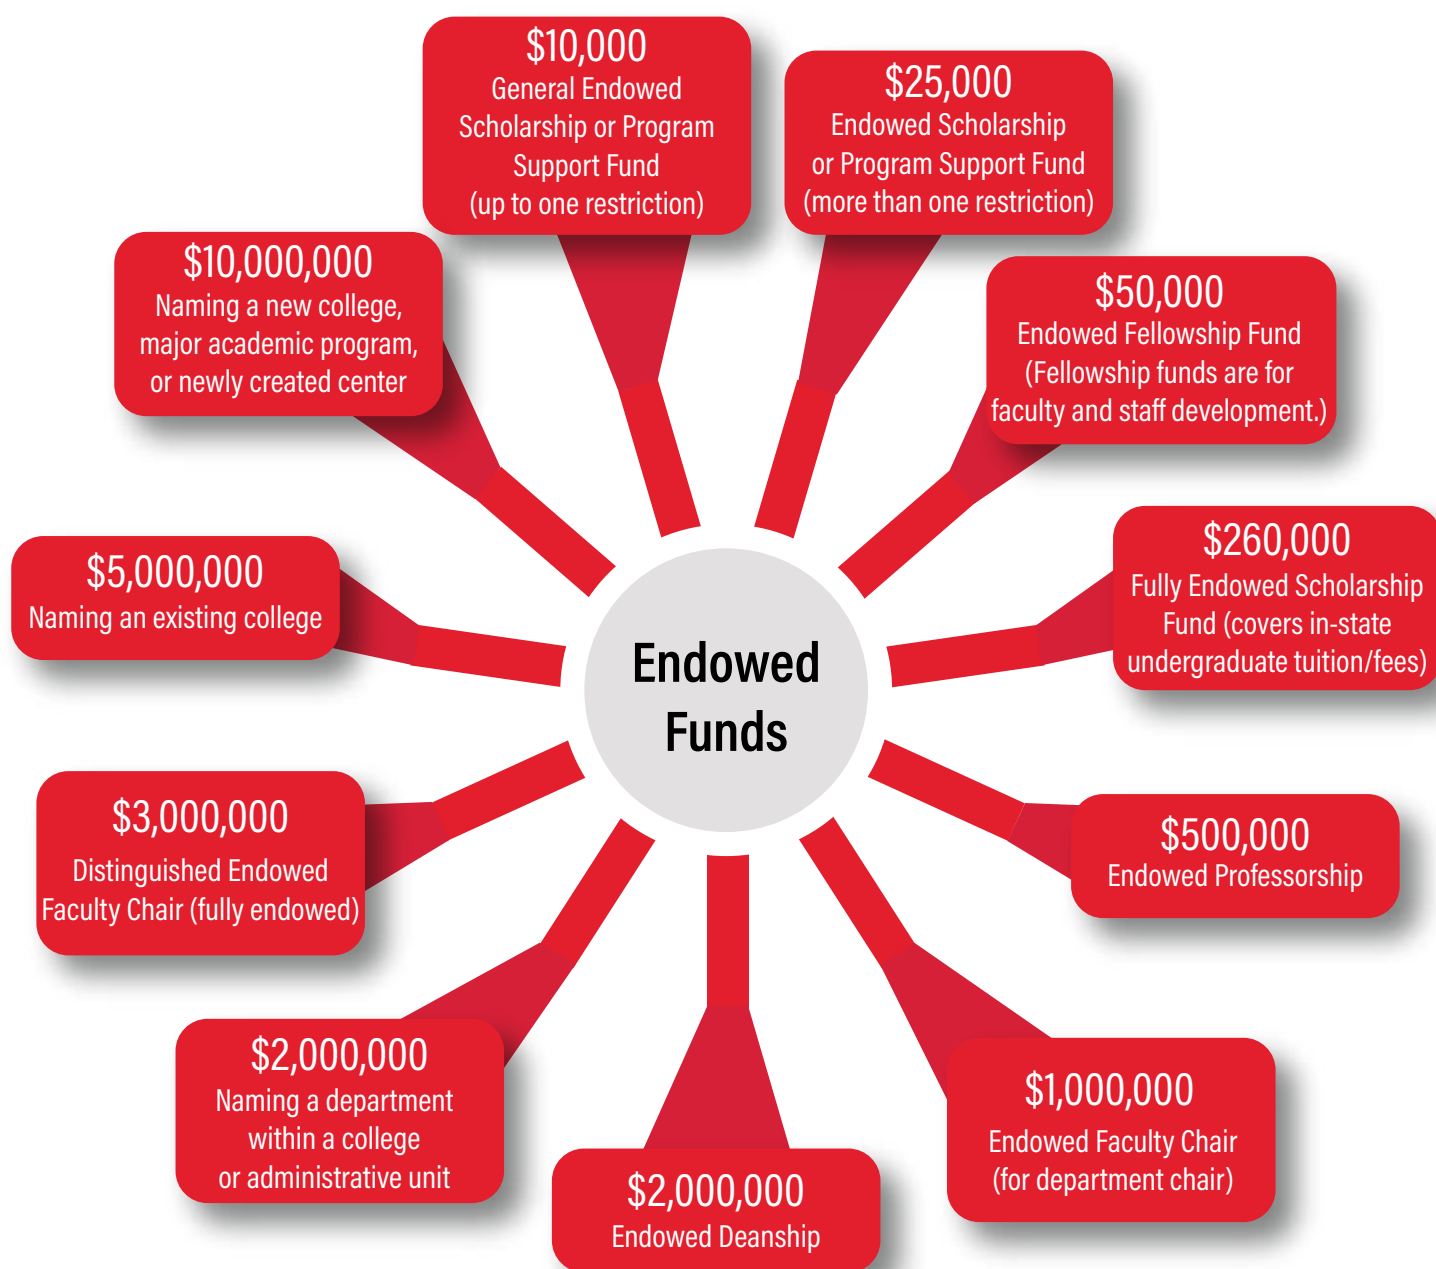 $10,000
General Endowed
Scholarship or Program
Support Fund
(up to one restriction)
$25,000
Endowed Scholarship
or Program Support Fund
(more than one restriction)
$50,000
Endowed Fellowship Fund
(Fellowship funds are for
faculty and staff development.)
$260,000
Fully Endowed Scholarship
Fund (covers in-state
undergraduate tuition/fees)
$500,000
Endowed Professorship
$1,000,000
Endowed Faculty Chair
(for department chair)
$2,000,000
Endowed Deanship
$2,000,000
Naming a department
within a college
or administrative unit
$3,000,000
Distinguished Endowed
Faculty Chair (fully endowed)
$5,000,000
Naming an existing college
$10,000,000
Naming a new college,
major academic program,
or newly created center
Endowed
Funds